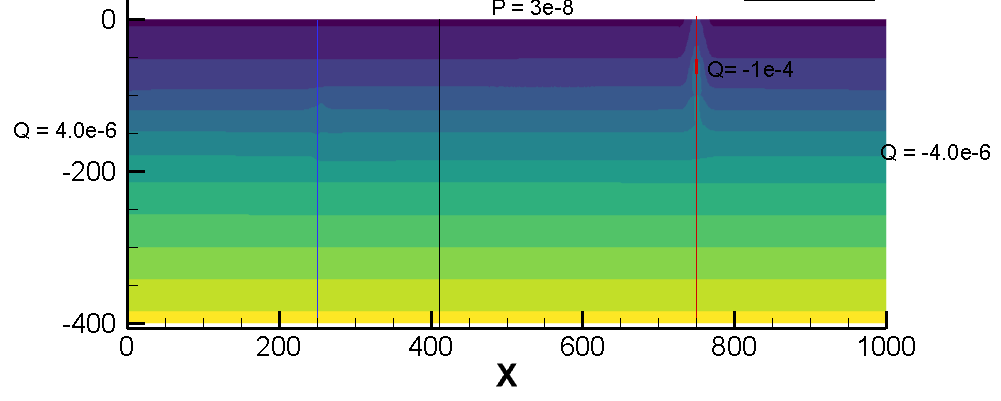 P = 3e-8
0
Q= -1e-4
Q = 4.0e-6
Q = -4.0e-6
-200
-400
0 200 400 600 800 1000
X